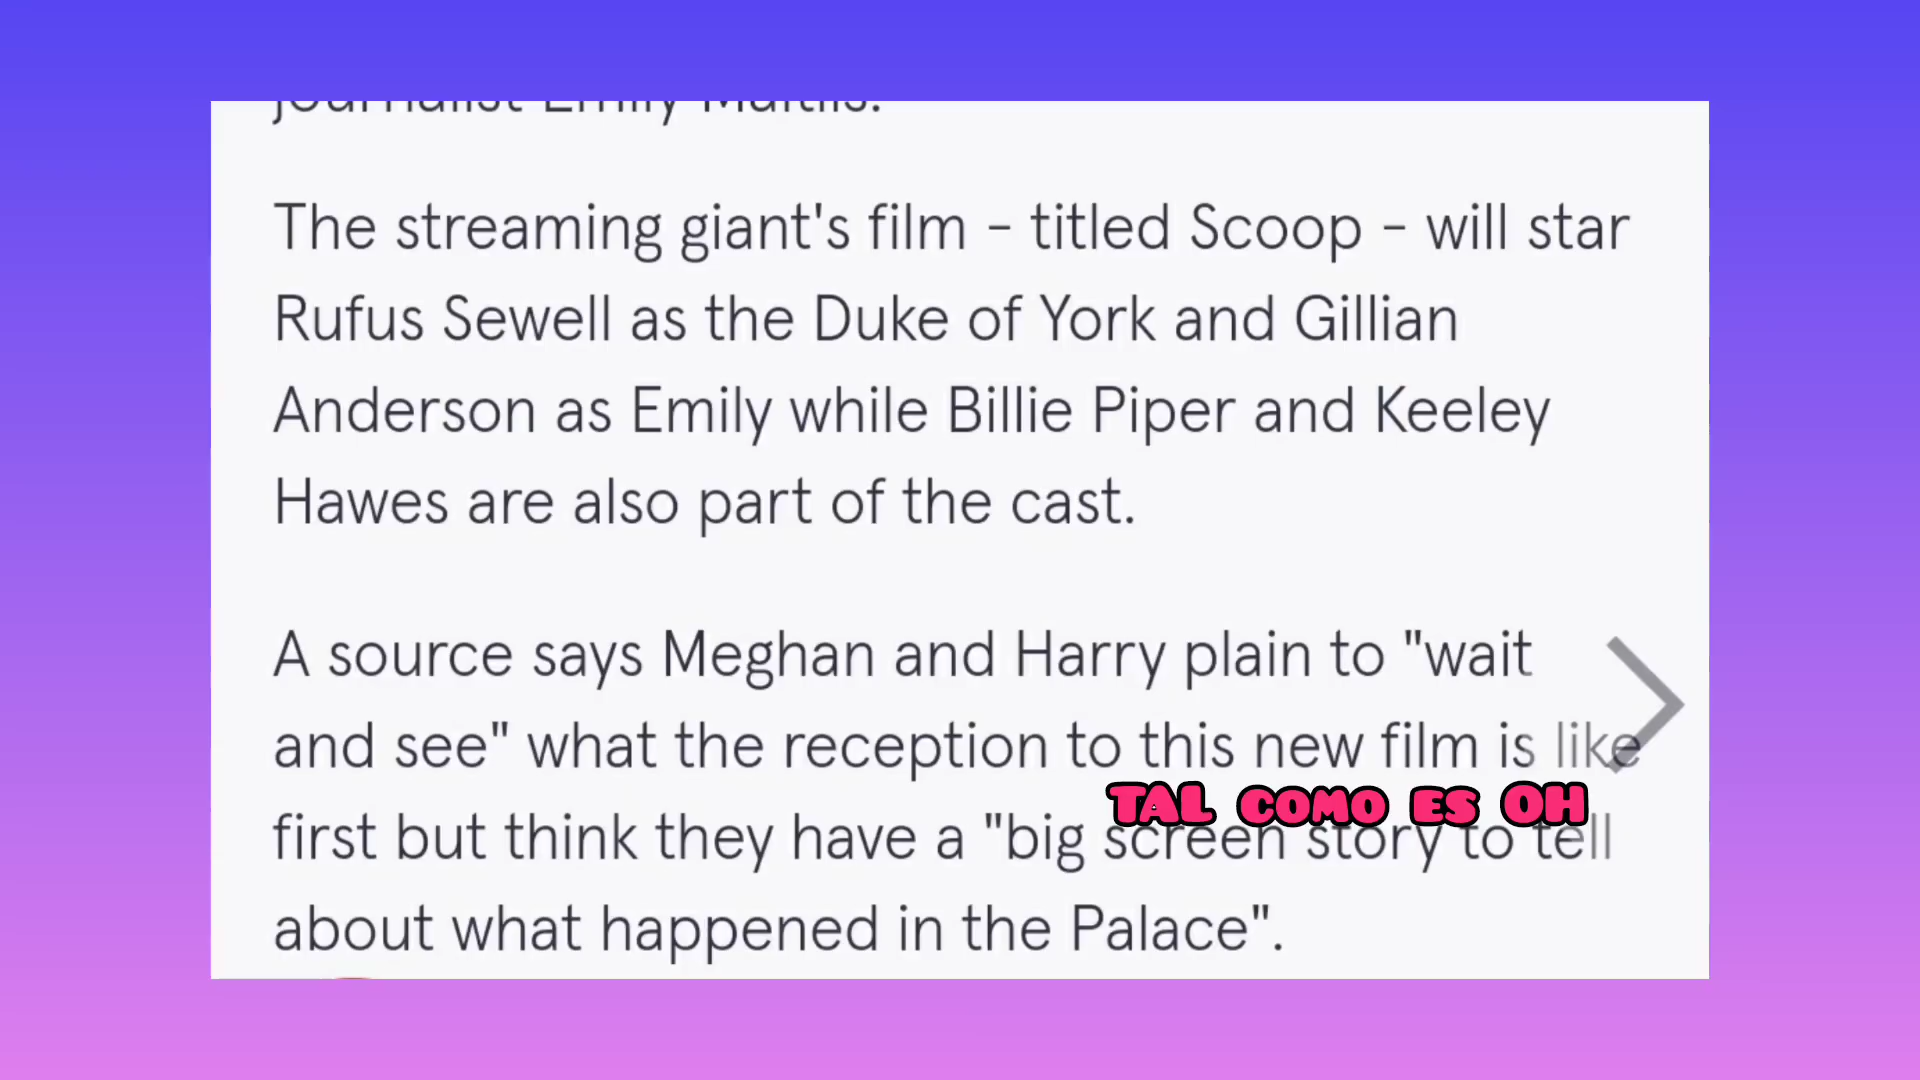 journalist Emily Maitlis.
The streaming giant's film - titled Scoop - will star
Rufus Sewell as the Duke of York and Gillian
Anderson as Emily while Billie Piper and Keeley
Hawes are also part of the cast.
A source says Meghan and Harry plain to "wait
and see" what the reception to this new film is like
TAL COMO ES OH
first but think they have a "big screen story to tell
about what happened in the Palace".